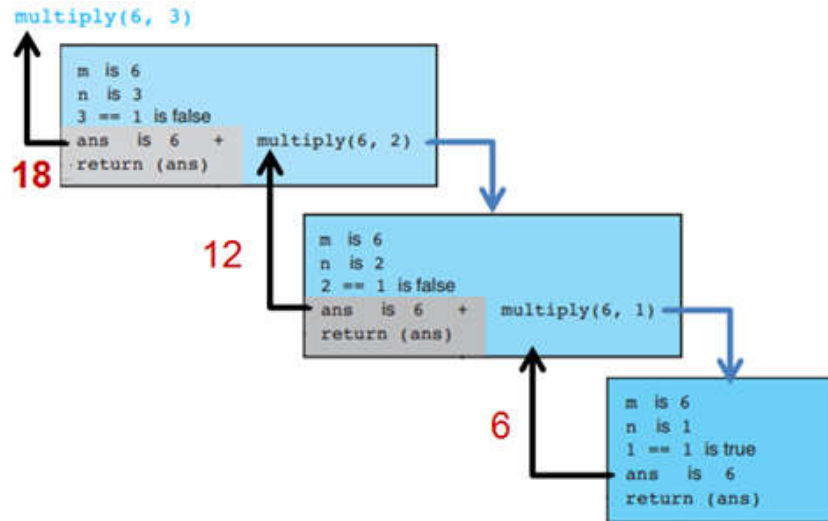 multiply(6, 3)
m is 6
n is 3
3 == 1 is false
ans is 6 + multiply(6, 2)
return (ans)
18
12
m is 6
n is 2
2 == 1 is false
ans is 6 + multiply(6, 1)
return (ans)
6
m is 6
n is 1
1 == 1 is true
ans is 6
return (ans)